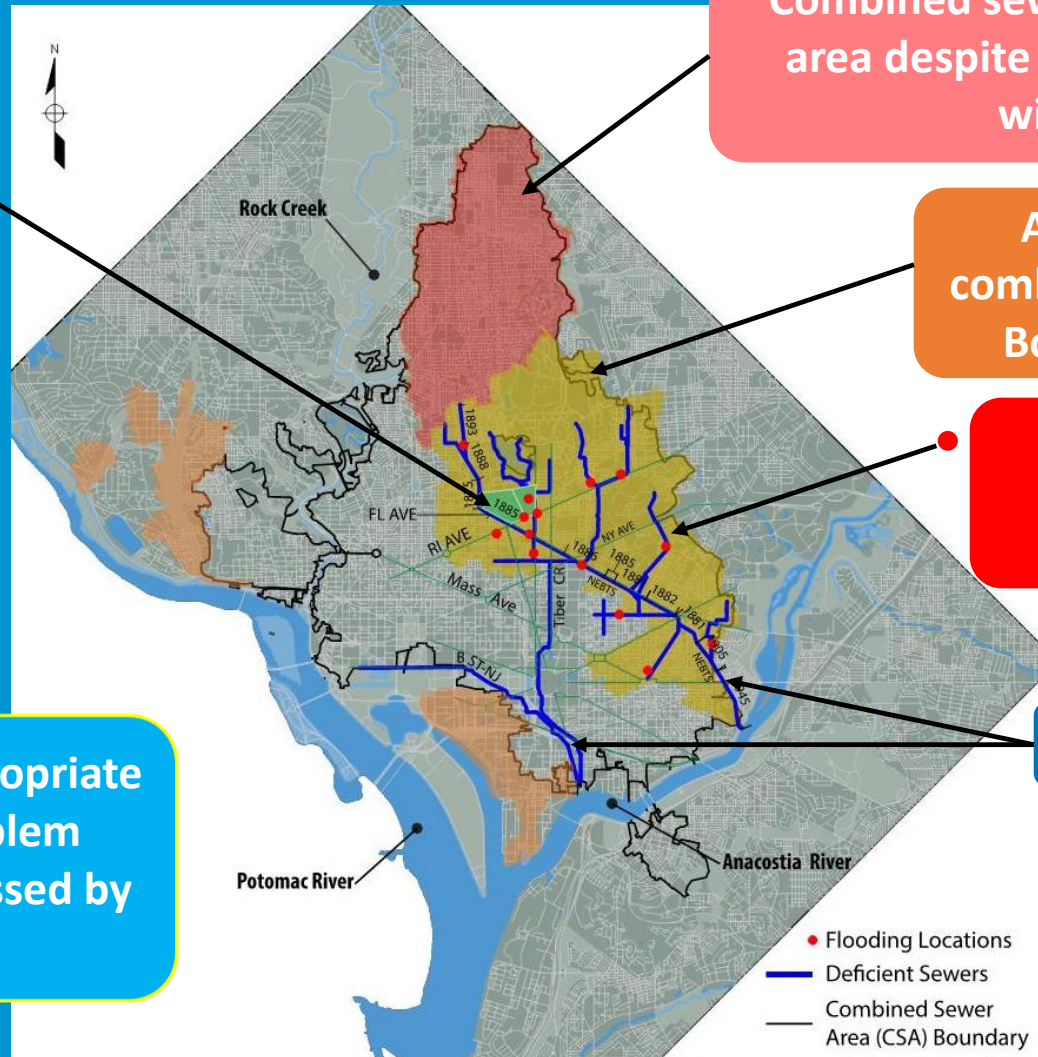 Combined sew
area despite
wi
N
Rock Creek
A
comb
Bo
1893
1888
FL AVE
1885
RI AVE
NY AVE
1886
1885
NEBTS
1882
1881
Mass Ave
Tiber CR
B ST-NJ
NEBTS
opriate
blem
ssed by
Potomac River
Anacostia River
Flooding Locations
Deficient Sewers
Combined Sewer
Area (CSA) Boundary